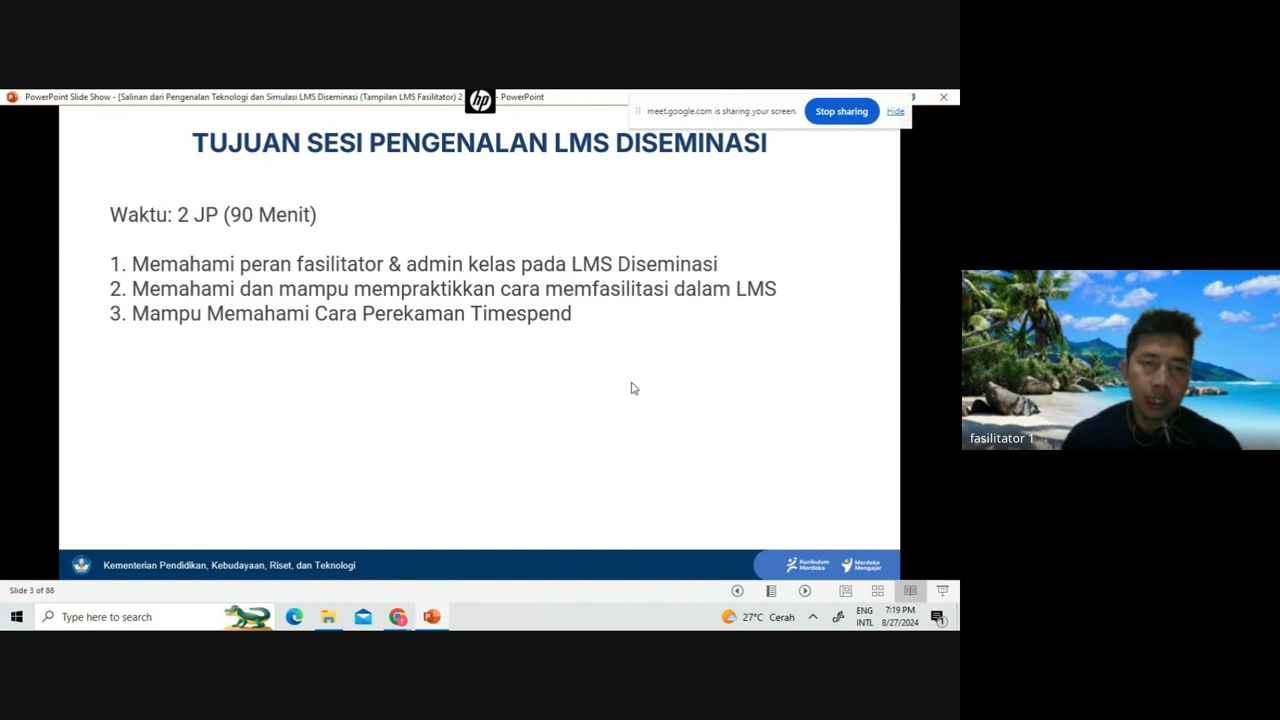 PowerPoint Slide Show - [Salinan dari Pengenalan Teknologi dan Simulasi LMS Diseminasi (Tampilan LMS Fasilitator) 2
- PowerPoint
hp
meet.google.com is sharing your screen.
Stop sharing
Hide
TUJUAN SESI PENGENALAN LMS DISEMINASI
Waktu: 2 JP (90 Menit)
1. Memahami peran fasilitator & admin kelas pada LMS Diseminasi
2. Memahami dan mampu mempraktikkan cara memfasilitasi dalam LMS
3. Mampu Memahami Cara Perekaman Timespend
fasilitator 1
Kementerian Pendidikan, Kebudayaan, Riset, dan Teknologi
Kurikulum
Merdeka
Merdeka
Mengajar
Slide 3 of 88
Type here to search
27°C Cerah
ENG
INTL
7:19 PM
8/27/2024
1